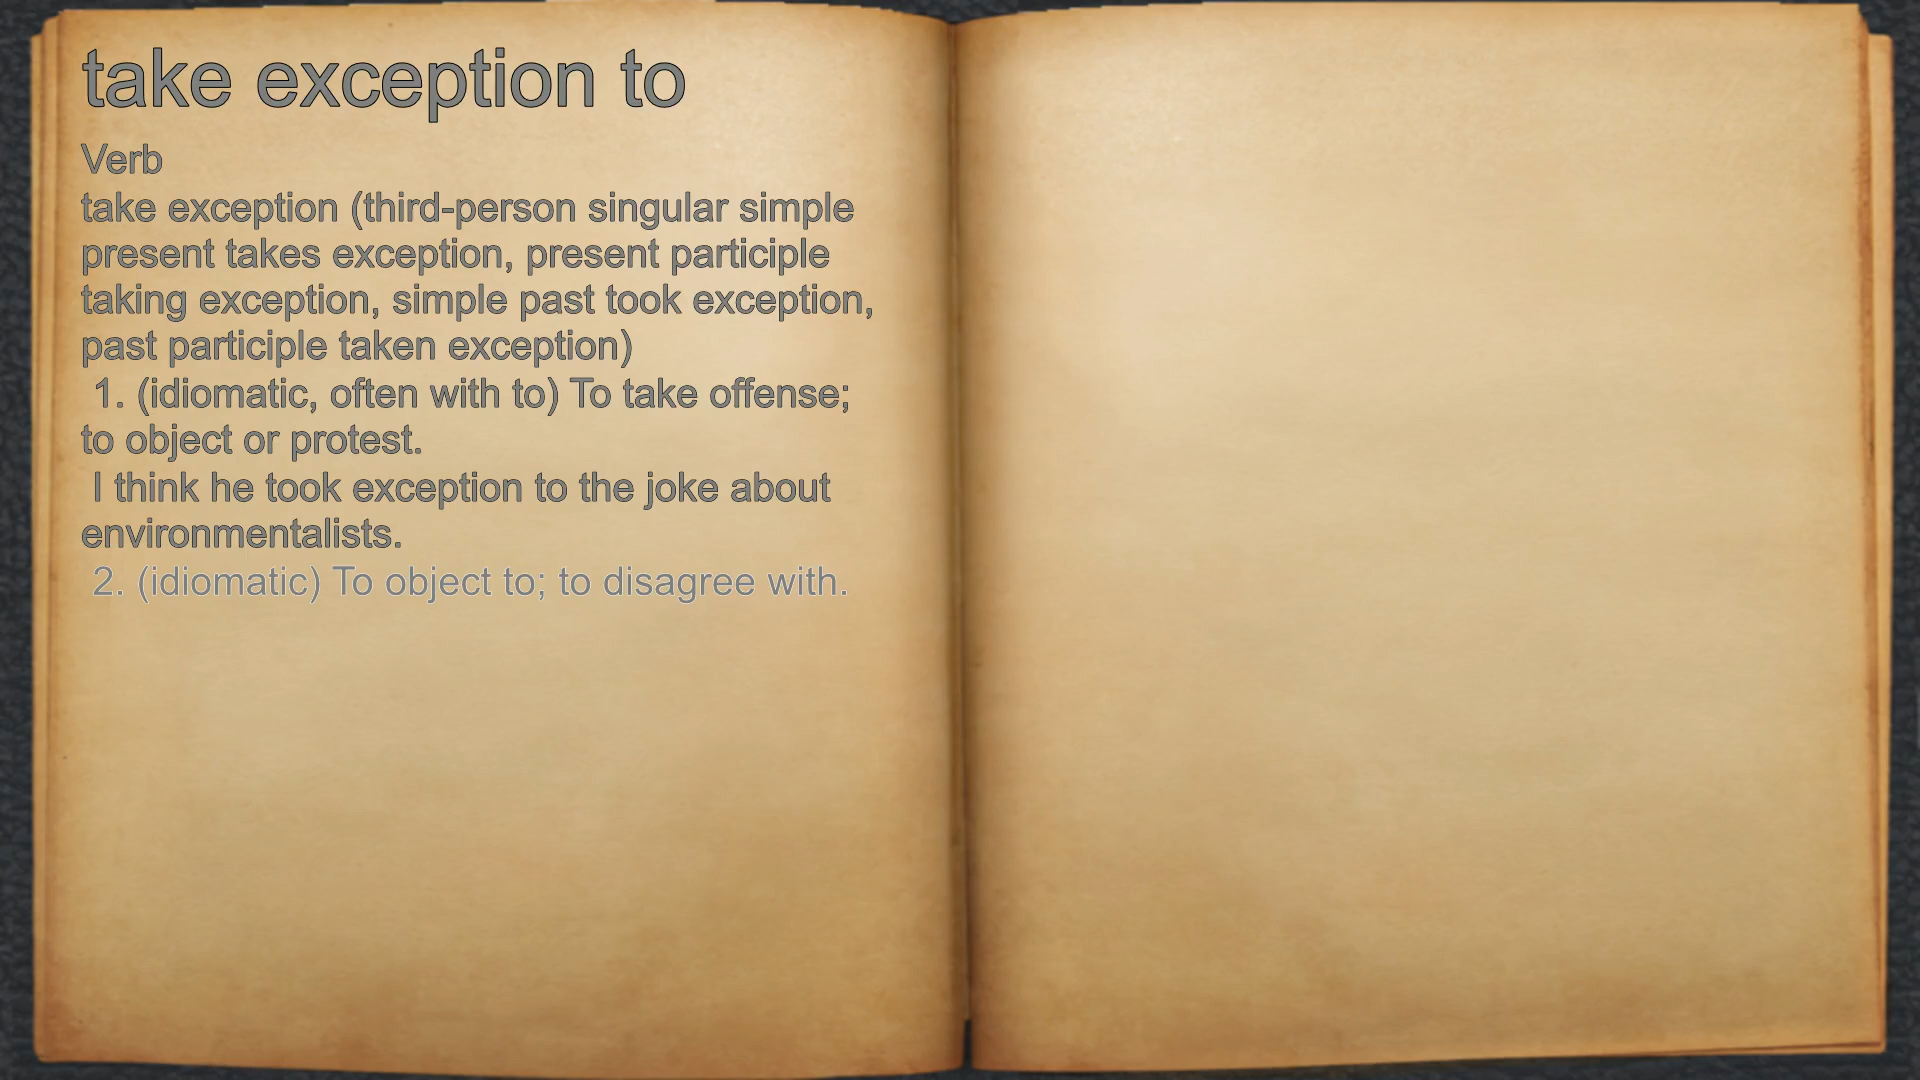 take exception to
Verb
take exception (third-person singular simple
present takes exception, present participle
taking exception, simple past took exception,
past participle taken exception)
1. (idiomatic, often with to) To take offense;
to object or protest.
I think he took exception to the joke about
environmentalists.
2. (idiomatic) To object to; to disagree with.